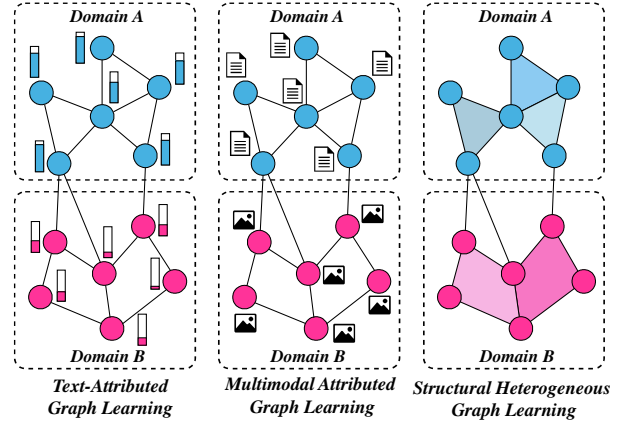 Domain A
Domain A
Domain A
Domain B
Domain B
Domain B
Text-Attributed
Graph Learning
Multimodal Attributed
Graph Learning
Structural Heterogeneous
Graph Learning